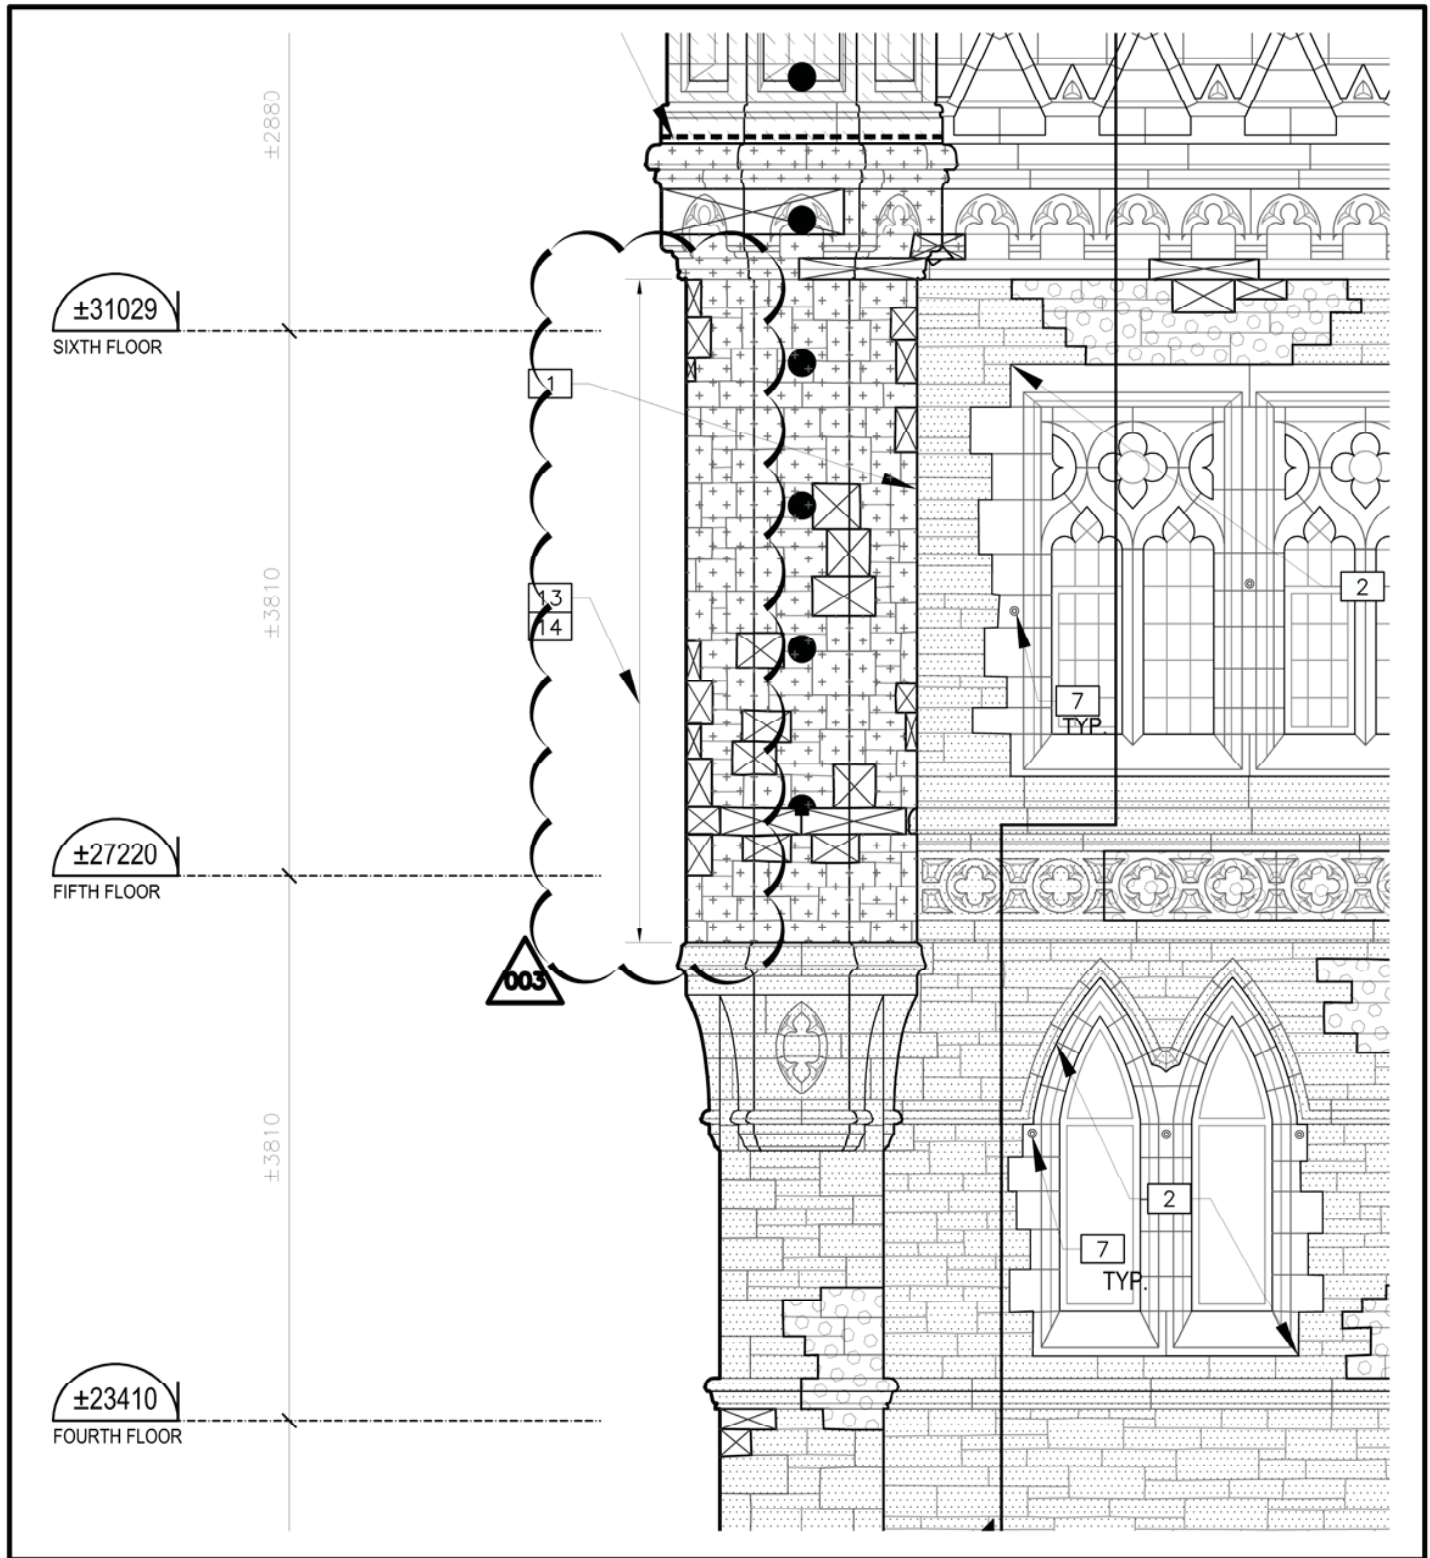 ±2880
±31029
SIXTH FLOOR
1
±3810
13
14
2
7
TYP.
±27220
FIFTH FLOOR
003
±3810
2
7
TYP.
±23410
FOURTH FLOOR